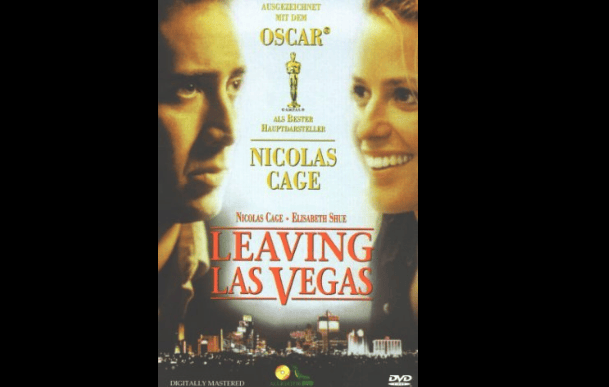 AUSGEZEICHNET
MIT DEM
OSCAR®
ALS BESTER
HAUPTDARSTELLER
NICOLAS
CAGE
NICOLAS CAGE • ELISABETH SHUE
LEAVING
LAS VEGAS
DIGITALLY MASTERED
DVD